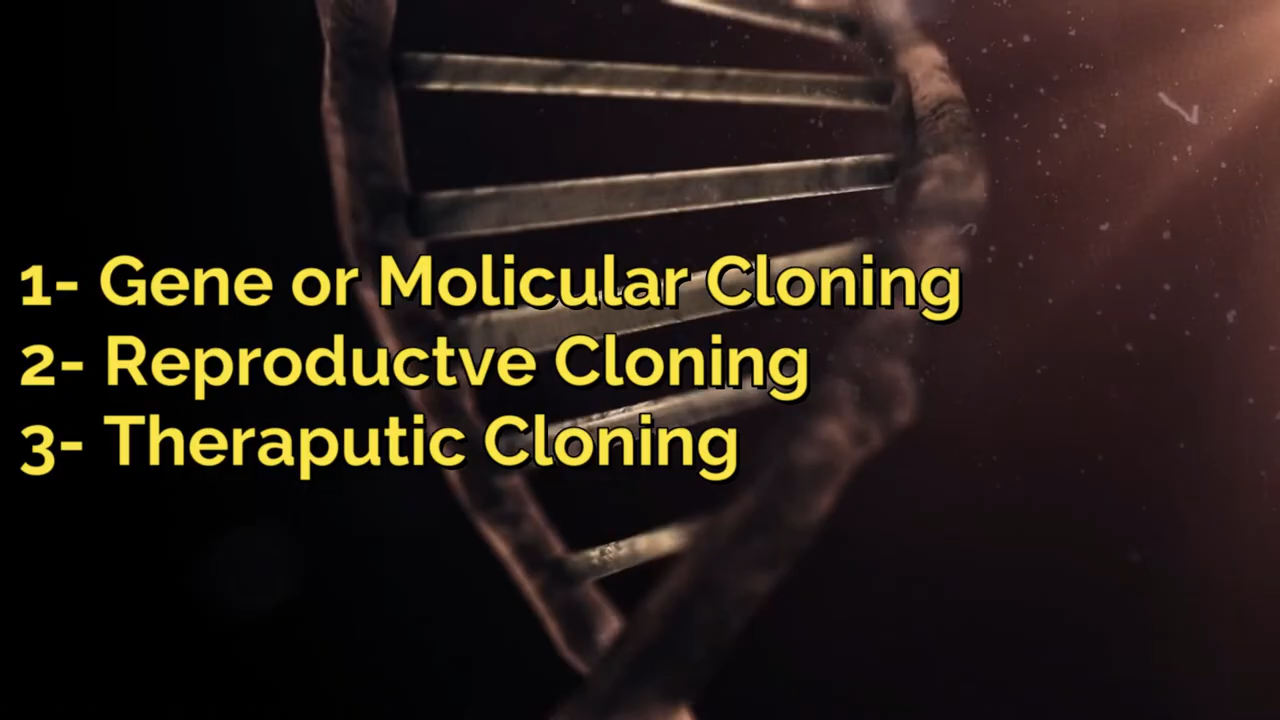 1- Gene or Molicular Cloning
2- Reproductve Cloning
3- Theraputic Cloning